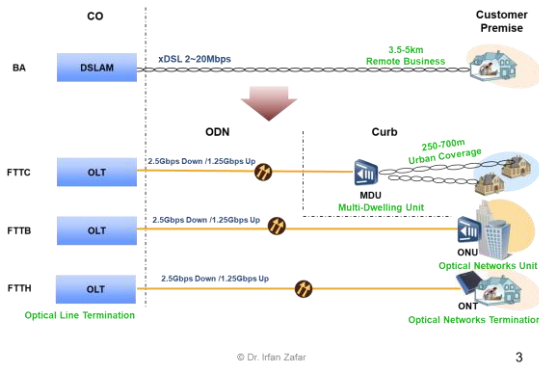 CO
Customer
Premise
BA
DSLAM
xDSL 2~20Mbps
3.5-5km
Remote Business
ODN
Curb
FTTC
OLT
2.5Gbps Down /1.25Gbps Up
MDU
Multi-Dwelling Unit
250-700m
Urban Coverage
FTTB
OLT
2.5Gbps Down /1.25Gbps Up
ONU
Optical Networks Unit
FTTH
OLT
2.5Gbps Down /1.25Gbps Up
ONT
Optical Line Termination
Optical Networks Termination
© Dr. Irfan Zafar
3